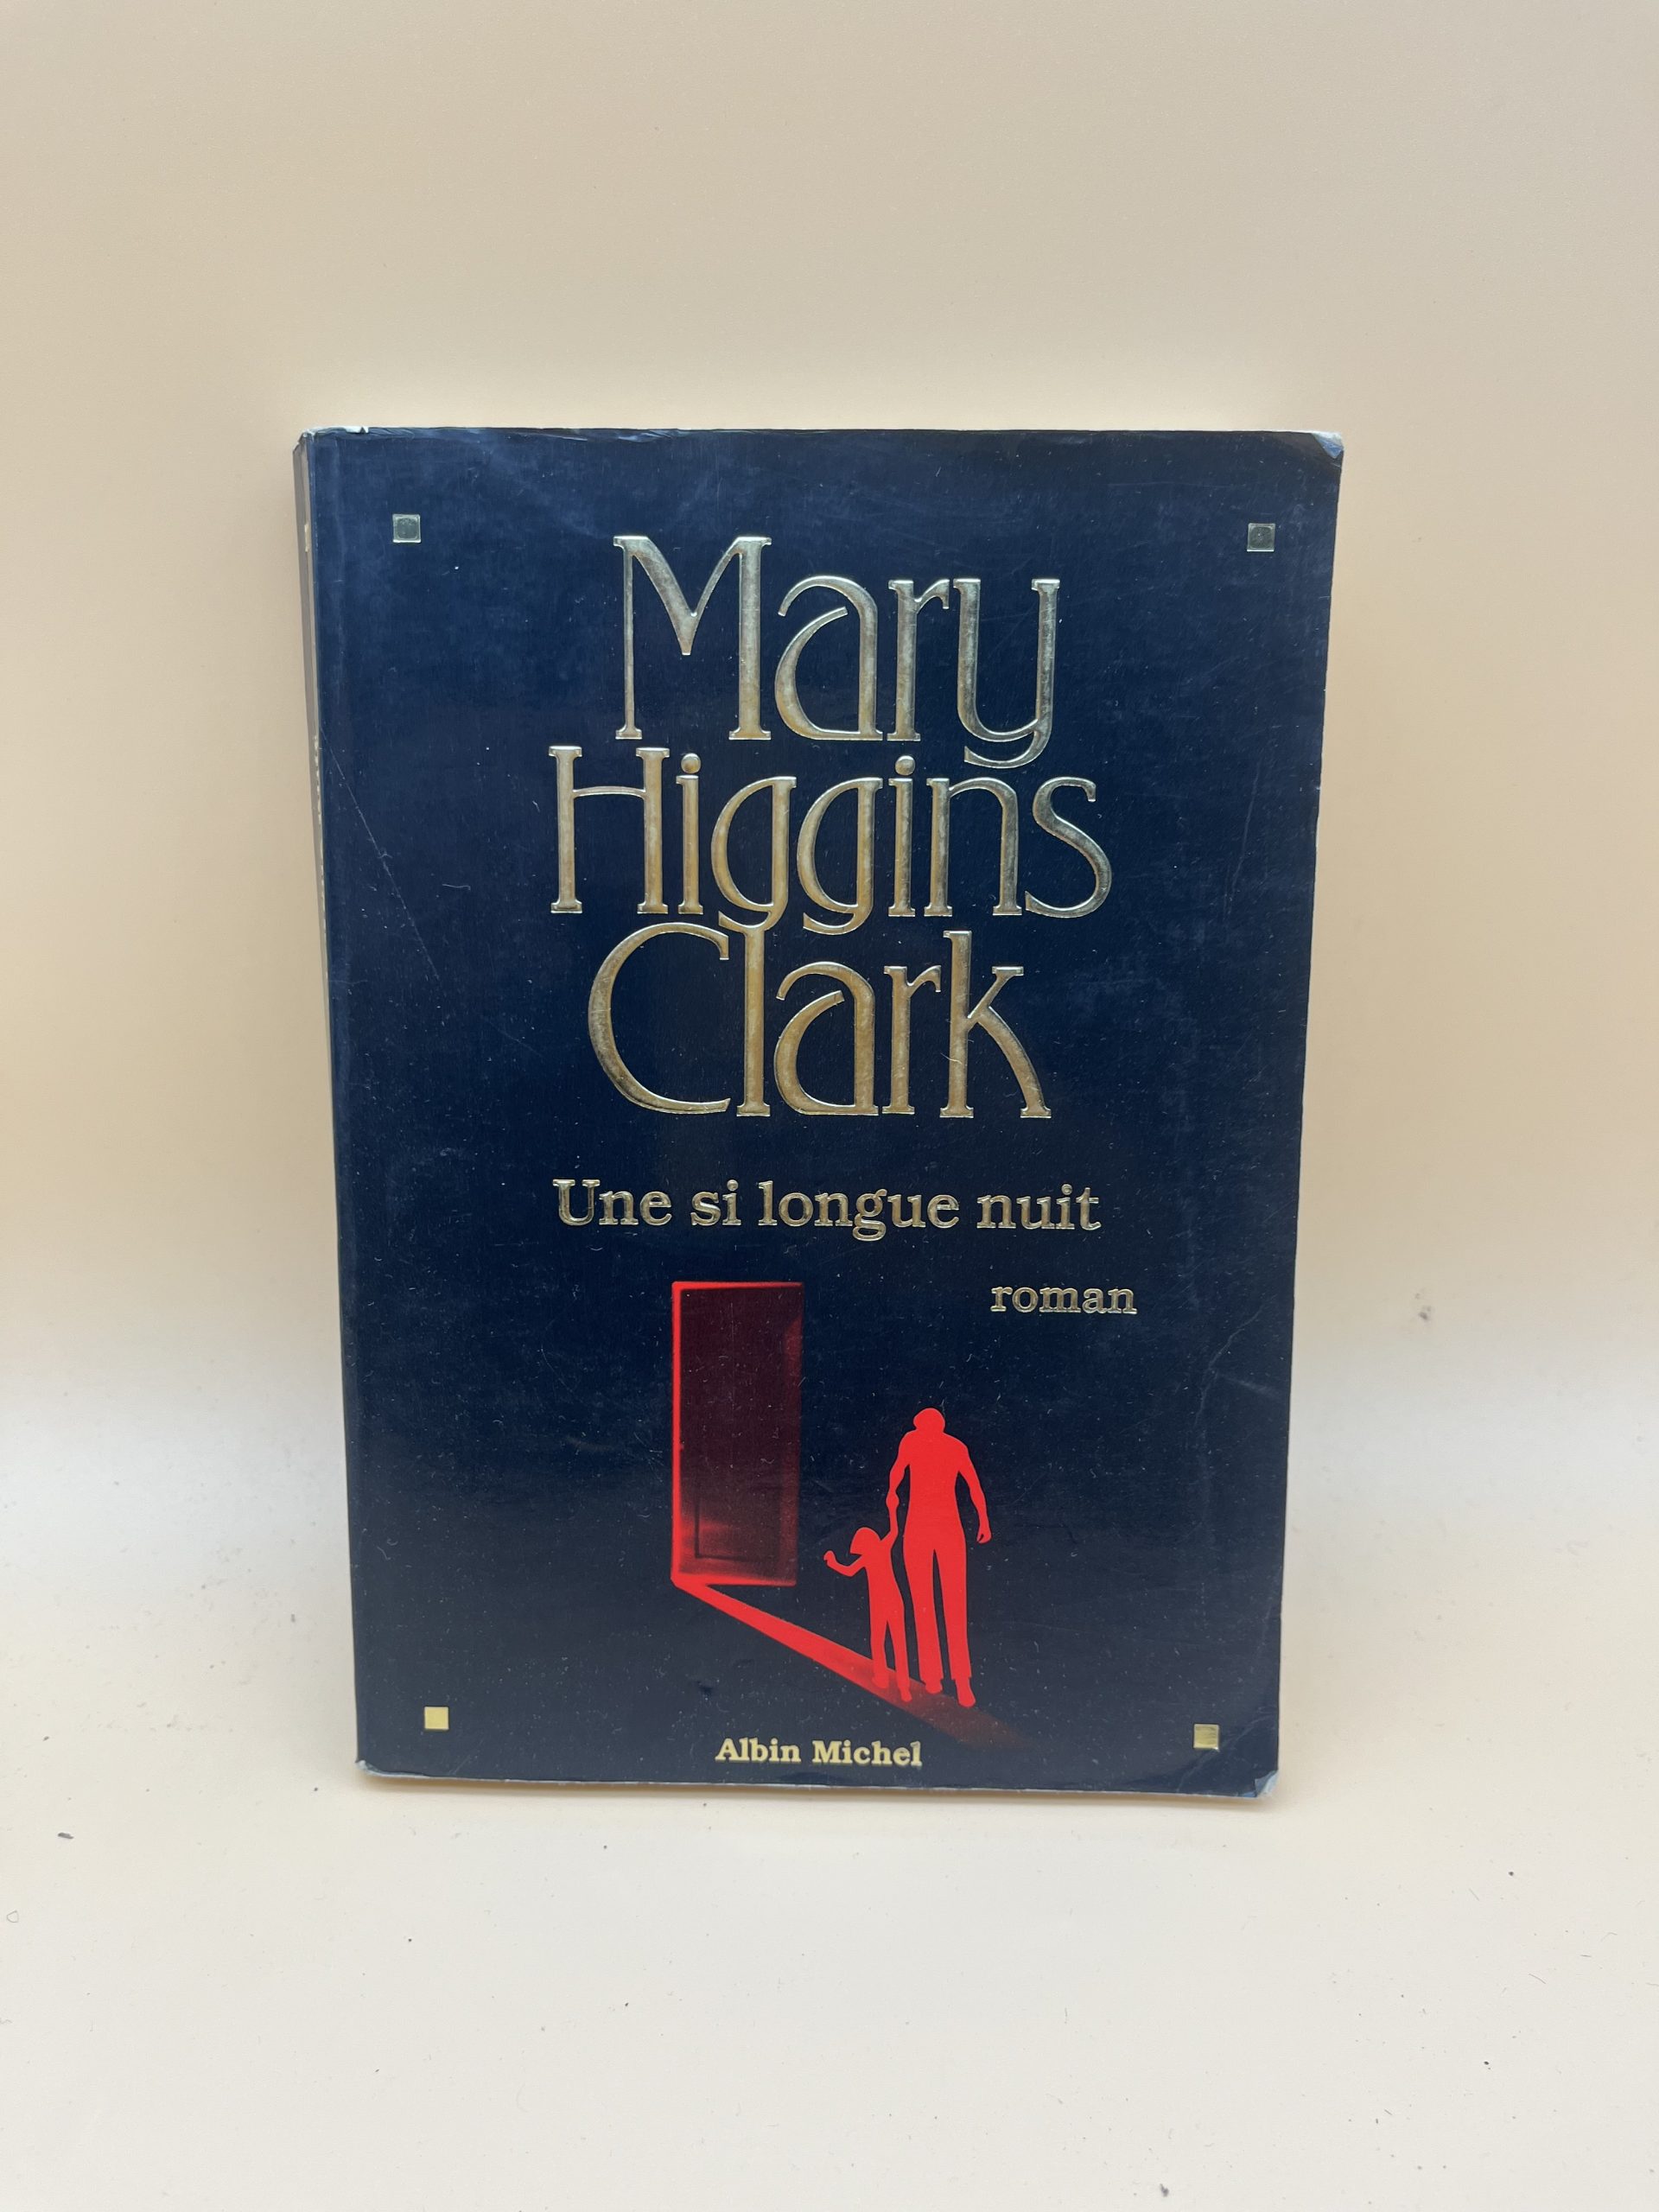 Mary
Higgins
Clark
Une si longue nuit
roman
Albin Michel